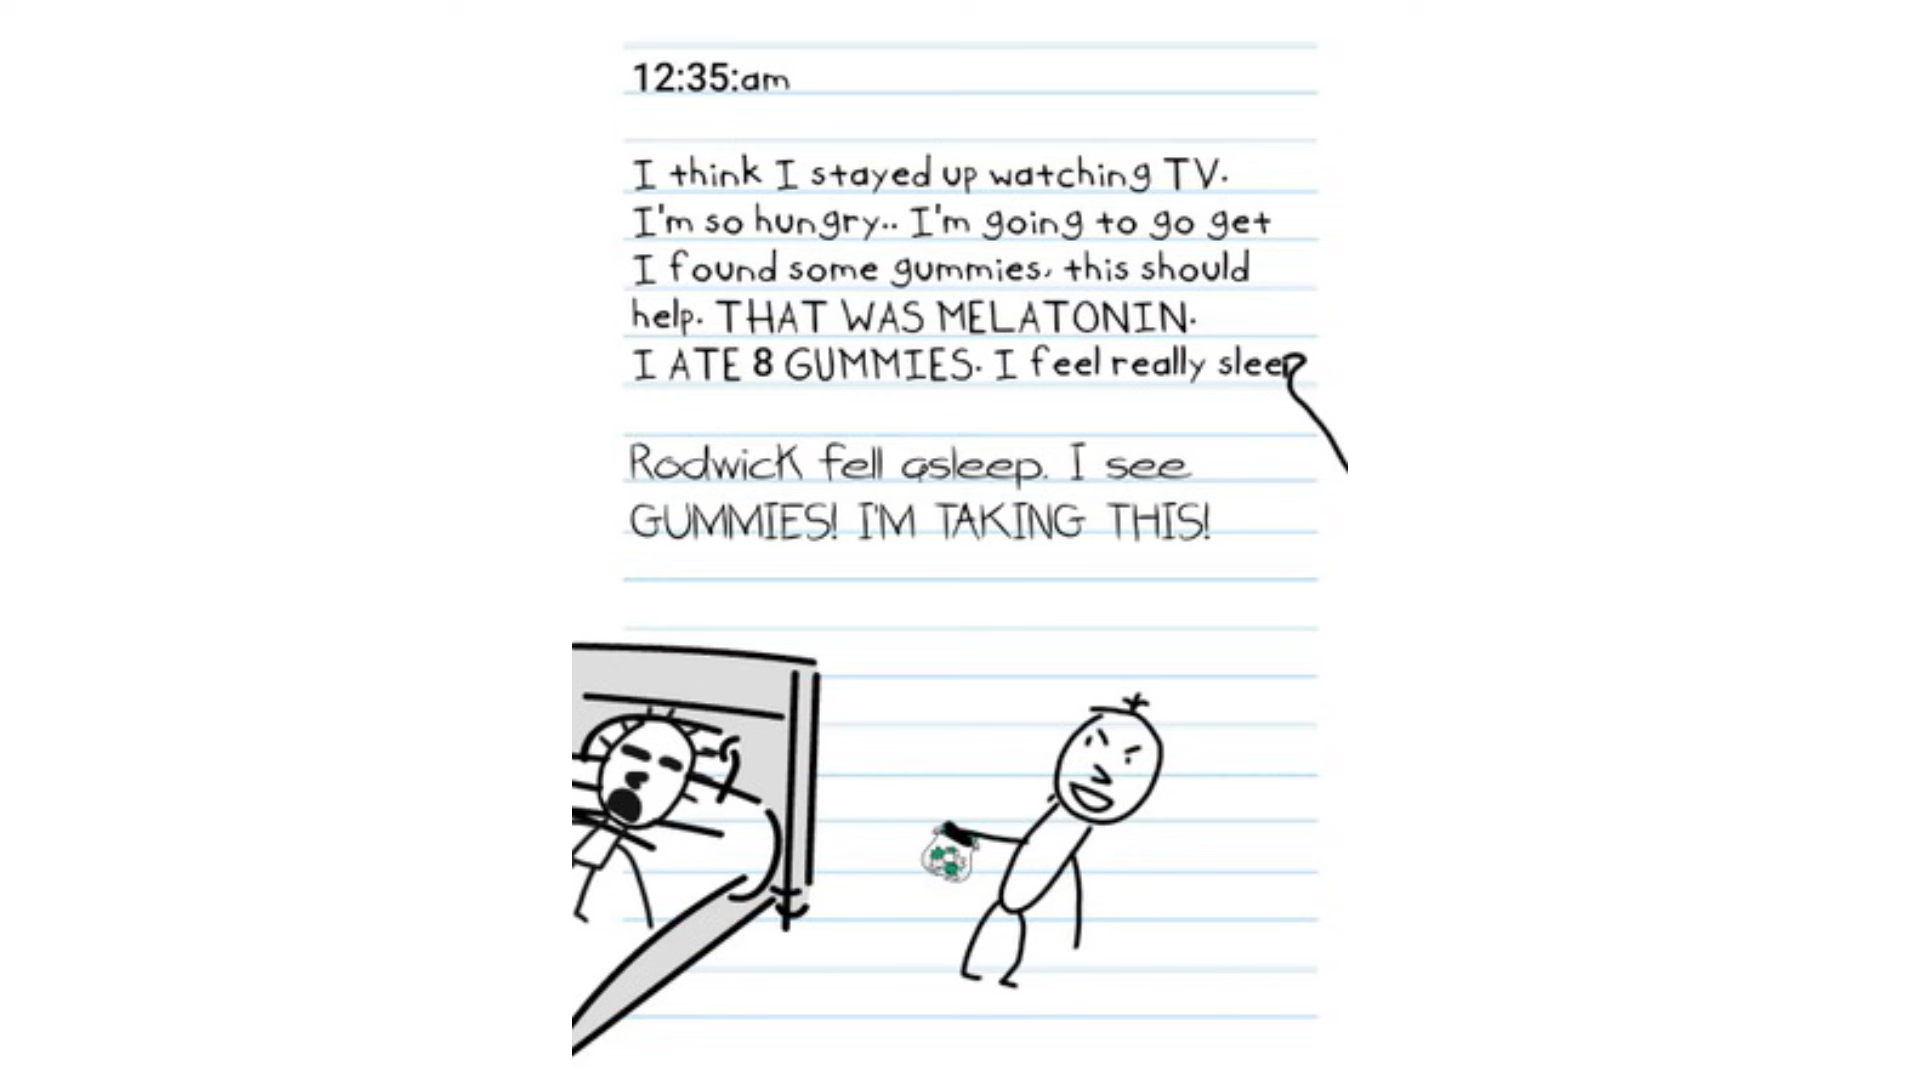 12:35:am
I think I stayed up watching TV.
I'm so hungry.. I'm going to go get
I found some gummies, this should
help. THAT WAS MELATONIN.
I ATE 8 GUMMIES. I feel really sleep
Rodwick fell asleep. I see
GUMMIES! I'M TAKING THIS!